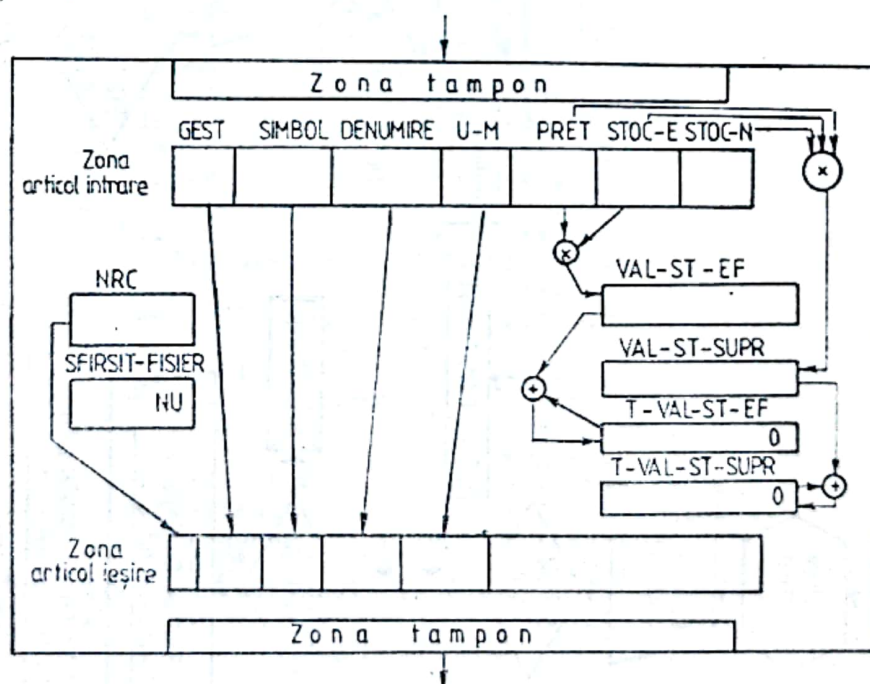 Zona tampon
GEST SIMBOL DENUMIRE U-M PRET STOC-E STOC-N
Zona
articol intrare
×
×
NRC
VAL-ST-EF
SFIRSIT-FISIER
NU
VAL-ST-SUPR
+
T-VAL-ST-EF
0
T-VAL-ST-SUPR
0
+
Zona
articol ieșire
Zona tampon